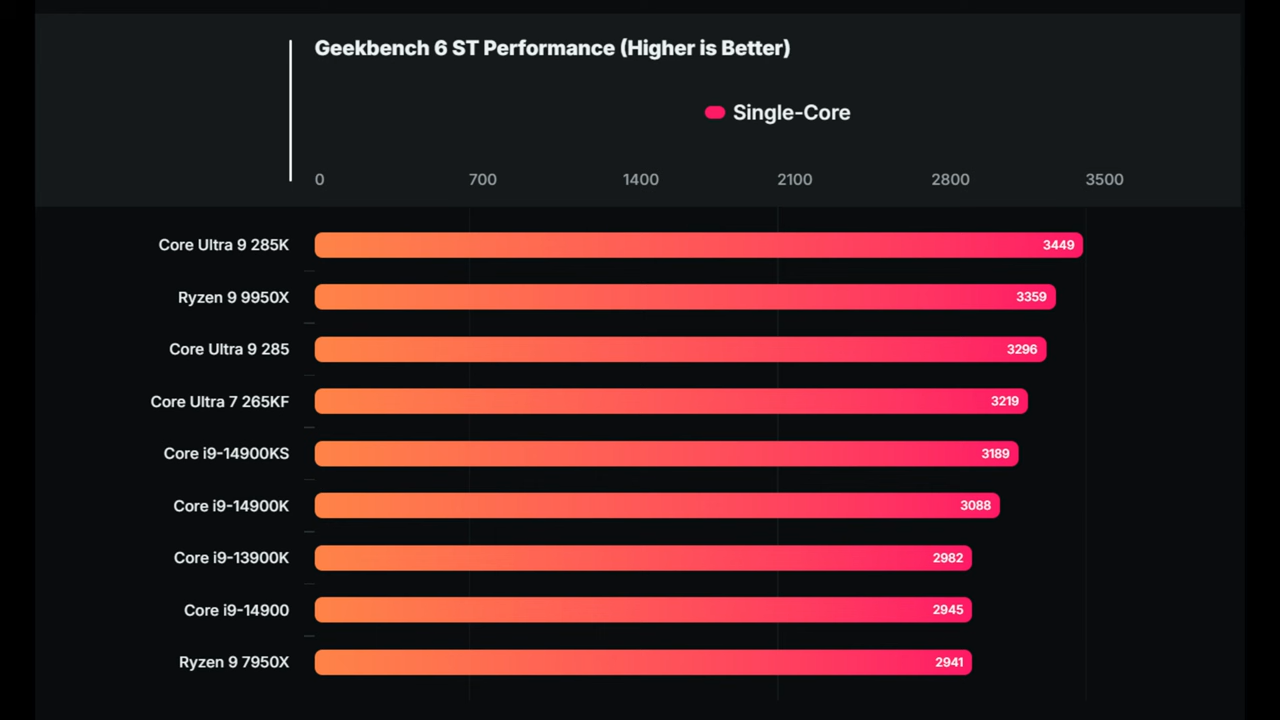 Geekbench 6 ST Performance (Higher is Better)
Single-Core
0 700 1400 2100 2800 3500
Core Ultra 9 285K 3449
Ryzen 9 9950X 3359
Core Ultra 9 285 3296
Core Ultra 7 265KF 3219
Core i9-14900KS 3189
Core i9-14900K 3088
Core i9-13900K 2982
Core i9-14900 2945
Ryzen 9 7950X 2941